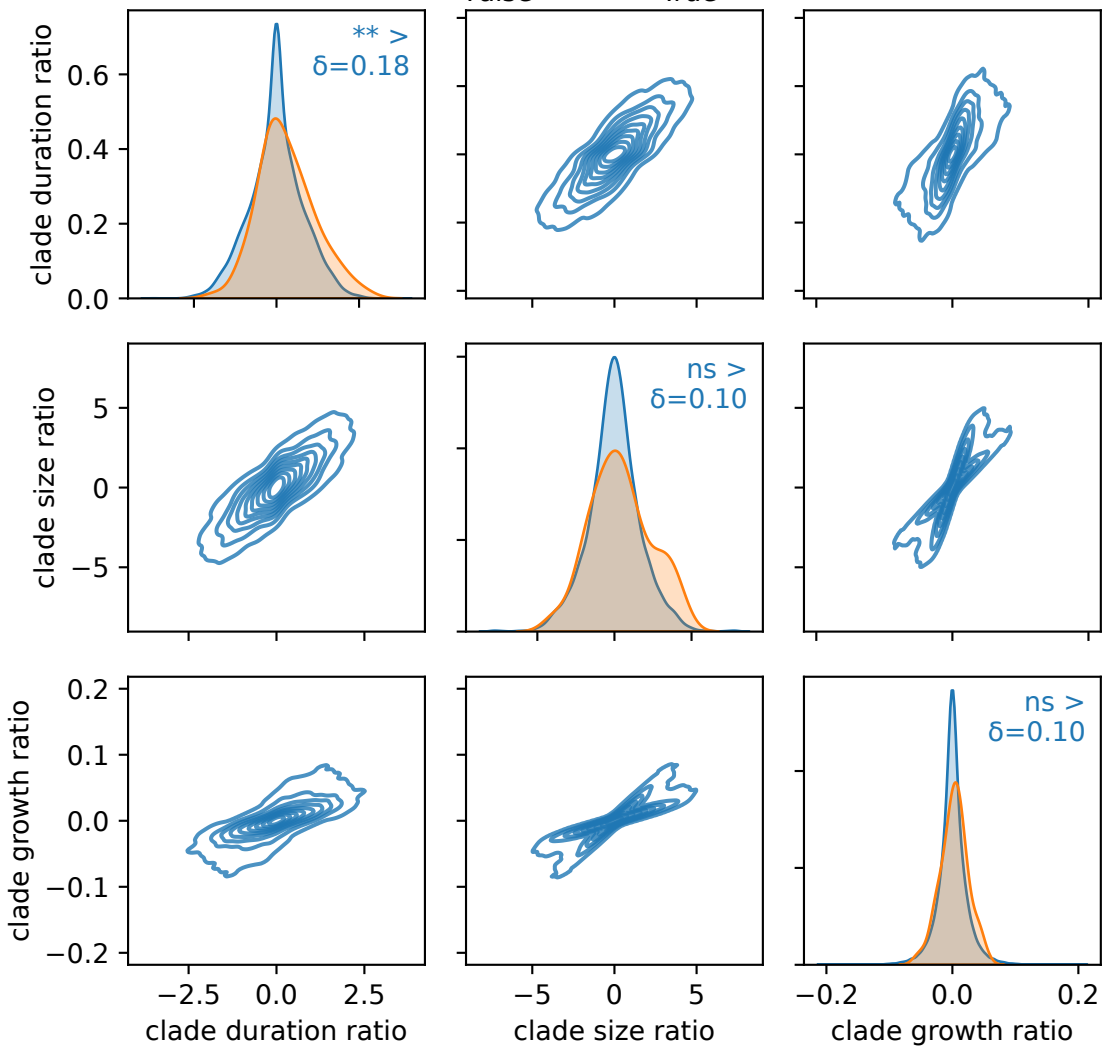 clade duration ratio
0.6
0.4
0.2
0.0
** >
δ=0.18
clade size ratio
5
0
−5
ns >
δ=0.10
clade growth ratio
0.2
0.1
0.0
−0.1
−0.2
ns >
δ=0.10
−2.5 0.0 2.5
−5 0 5
−0.2 0.0 0.2
clade duration ratio
clade size ratio
clade growth ratio